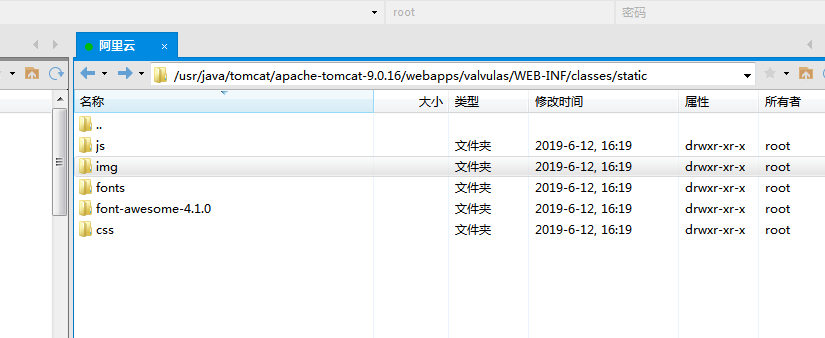 root 密码
阿里云
/usr/java/tomcat/apache-tomcat-9.0.16/webapps/valvulas/WEB-INF/classes/static
名称 大小 类型 修改时间 属性 所有者
..
js 文件夹 2019-6-12, 16:19 drwxr-xr-x root
img 文件夹 2019-6-12, 16:19 drwxr-xr-x root
fonts 文件夹 2019-6-12, 16:19 drwxr-xr-x root
font-awesome-4.1.0 文件夹 2019-6-12, 16:19 drwxr-xr-x root
css 文件夹 2019-6-12, 16:19 drwxr-xr-x root